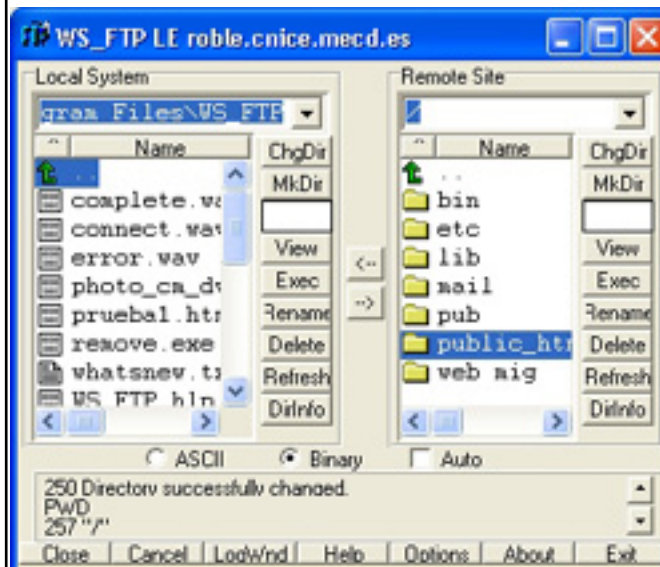 WS_FTP LE roble.cnice.mecd.es
Local System
gram Files\WS_FTP
^ Name
..
complete.wa
connect.wav
error.wav
photo_cm_dv
prueba1.htm
remove.exe
whatsnew.tx
WS_FTP.hlp
ChgDir
MkDir
View
Exec
Rename
Delete
Refresh
DirInfo
<--
-->
Remote Site
/
^ Name
..
bin
etc
lib
mail
pub
public_htm
web mig
ChgDir
MkDir
View
Exec
Rename
Delete
Refresh
DirInfo
ASCII Binary Auto
250 Directory successfully changed.
PWD
257 "/"
Close Cancel LogWnd Help Options About Exit